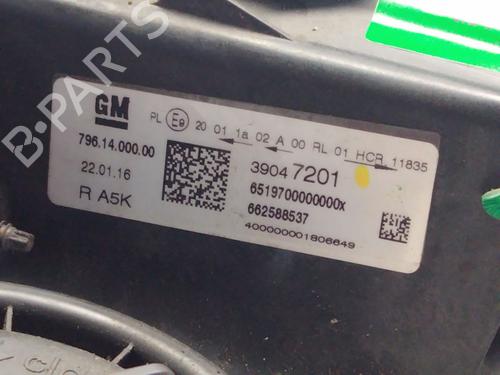 GM PL E9 20 01 1a 02 A 00 RL 01 HCR 11835
796.14.000.00
22.01.16
R A5K
39047201
6519700000000x
662588537
400000001806649
B-PARTS